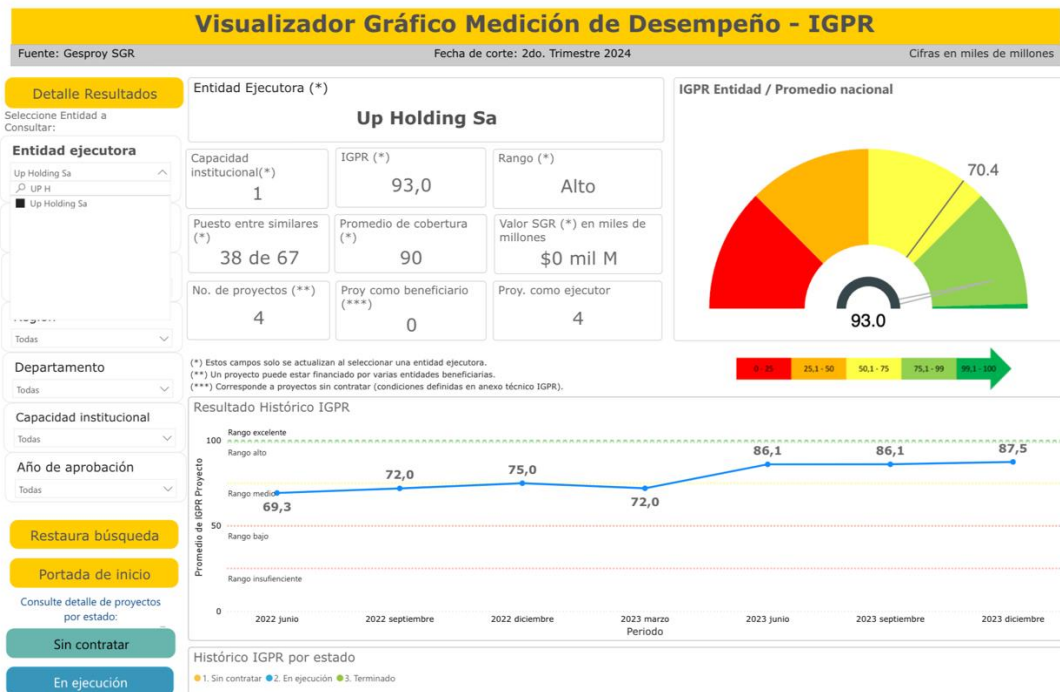 Visualizador Gráfico Medición de Desempeño - IGPR
Fuente: Gesproy SGR
Fecha de corte: 2do. Trimestre 2024
Cifras en miles de millones
Detalle Resultados
Seleccione Entidad a
Consultar:
Entidad ejecutora
Up Holding Sa
UP H
Up Holding Sa
Todas
Departamento
Todas
Capacidad institucional
Todas
Año de aprobación
Todas
Restaura búsqueda
Portada de inicio
Consulte detalle de proyectos
por estado:
Sin contratar
En ejecución
Entidad Ejecutora (*)
Up Holding Sa
Capacidad
institucional(*)
1
IGPR (*)
93,0
Rango (*)
Alto
Puesto entre similares
(*)
38 de 67
Promedio de cobertura
(*)
90
Valor SGR (*) en miles de
millones
$0 mil M
No. de proyectos (**)
4
Proy como beneficiario
(***)
0
Proy. como ejecutor
4
(*) Estos campos solo se actualizan al seleccionar una entidad ejecutora.
(**) Un proyecto puede estar financiado por varias entidades beneficiarias.
(***) Corresponde a proyectos sin contratar (condiciones definidas en anexo técnico IGPR).
IGPR Entidad / Promedio nacional
70.4
93.0
0 - 25
25,1 - 50
50,1 - 75
75,1 - 99
99,1 - 100
Resultado Histórico IGPR
Promedio de IGPR Proyecto
100
50
0
Rango excelente
Rango alto
Rango medio
Rango bajo
Rango insufienciente
69,3
72,0
75,0
72,0
86,1
86,1
87,5
2022 junio
2022 septiembre
2022 diciembre
2023 marzo
2023 junio
2023 septiembre
2023 diciembre
Periodo
Histórico IGPR por estado
1. Sin contratar
2. En ejecución
3. Terminado